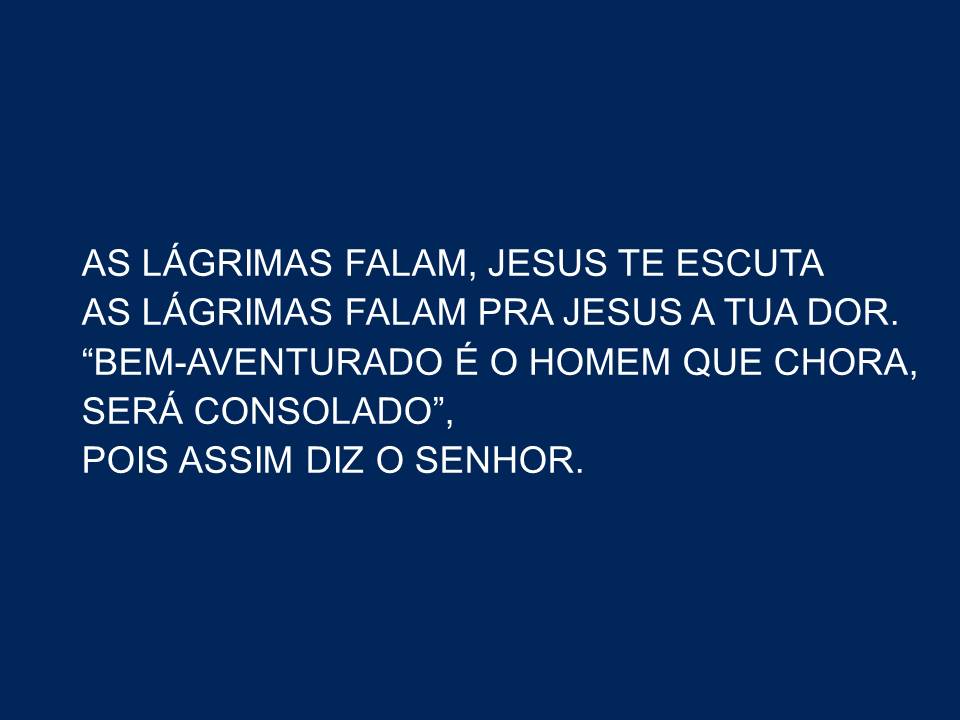 AS LÁGRIMAS FALAM, JESUS TE ESCUTA
AS LÁGRIMAS FALAM PRA JESUS A TUA DOR.
“BEM-AVENTURADO É O HOMEM QUE CHORA,
SERÁ CONSOLADO”,
POIS ASSIM DIZ O SENHOR.